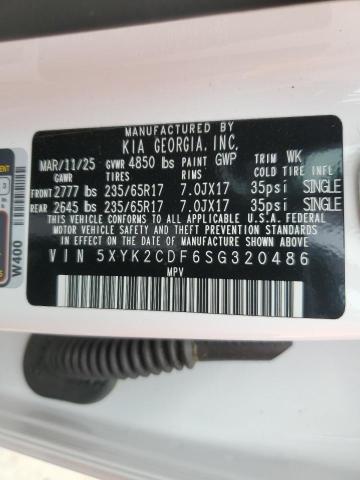 MANUFACTURED BY
KIA GEORGIA, INC.
MAR/11/25 GVWR 4850 lbs PAINT GWP TRIM WK
GAWR TIRES RIMS COLD TIRE INFL
FRONT 2777 lbs 235/65R17 7.0JX17 35psi SINGLE
REAR 2645 lbs 235/65R17 7.0JX17 35psi SINGLE
THIS VEHICLE CONFORMS TO ALL APPLICABLE U.S.A. FEDERAL
MOTOR VEHICLE SAFETY, BUMPER, AND THEFT PREVENTION STANDARDS
IN EFFECT ON THE DATE OF MANUFACTURE SHOWN ABOVE.
VIN 5XYK2CDF6SG320486
MPV
W400